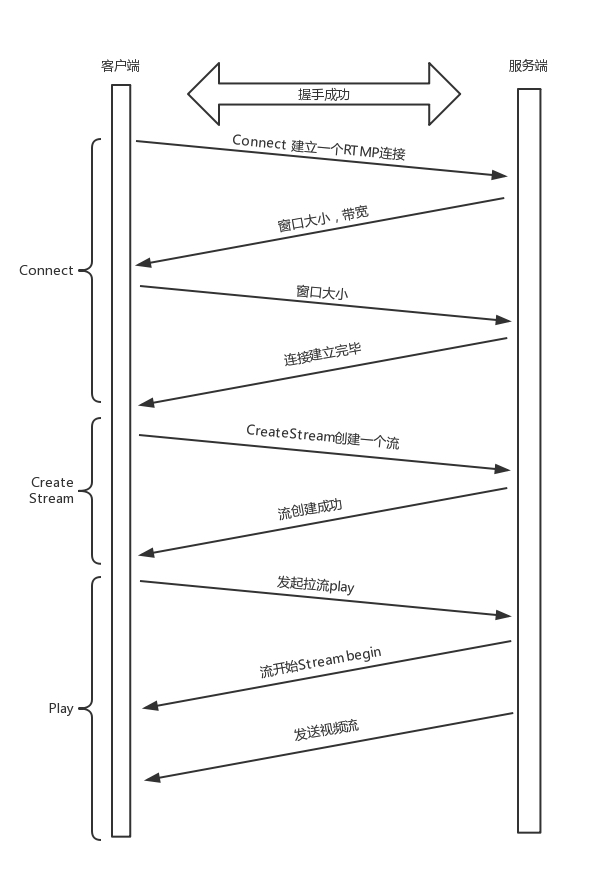 客户端
服务端
握手成功
Connect 建立一个RTMP连接
窗口大小，带宽
Connect
窗口大小
连接建立完毕
CreateStream创建一个流
Create
Stream
流创建成功
发起拉流play
流开始Stream begin
Play
发送视频流